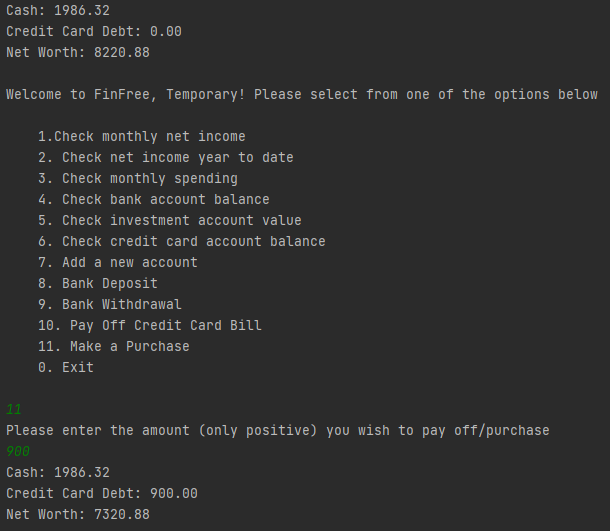 Cash: 1986.32
Credit Card Debt: 0.00
Net Worth: 8220.88
Welcome to FinFree, Temporary! Please select from one of the options below
1.Check monthly net income
2. Check net income year to date
3. Check monthly spending
4. Check bank account balance
5. Check investment account value
6. Check credit card account balance
7. Add a new account
8. Bank Deposit
9. Bank Withdrawal
10. Pay Off Credit Card Bill
11. Make a Purchase
0. Exit
11
Please enter the amount (only positive) you wish to pay off/purchase
900
Cash: 1986.32
Credit Card Debt: 900.00
Net Worth: 7320.88